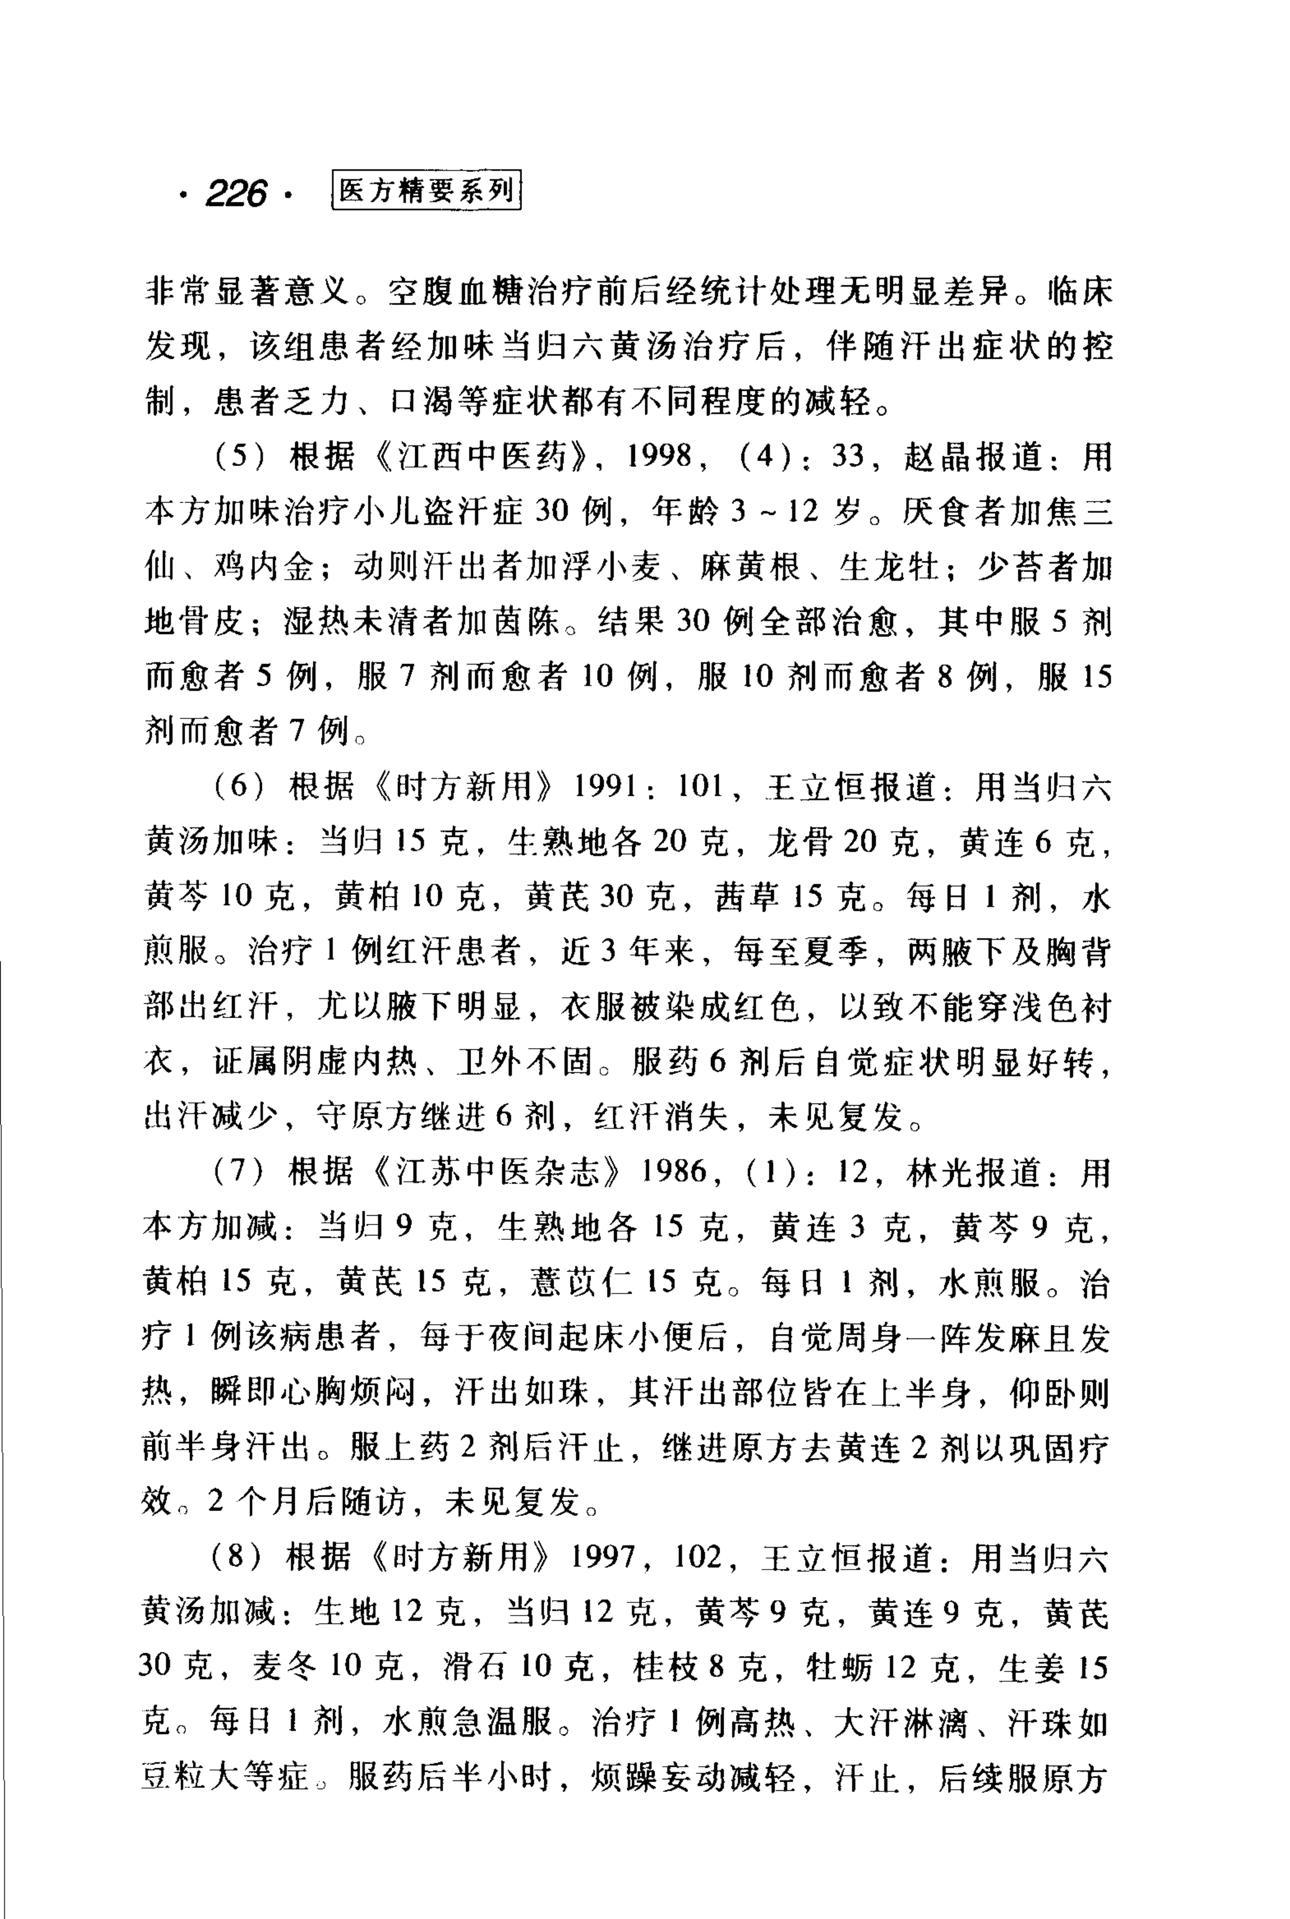 · 226 · 医方精要系列
非常显著意义。空腹血糖治疗前后经统计处理无明显差异。临床
发现，该组患者经加味当归六黄汤治疗后，伴随汗出症状的控
制，患者乏力、口渴等症状都有不同程度的减轻。
（5）根据《江西中医药》，1998，（4）：33，赵晶报道：用
本方加味治疗小儿盗汗症 30 例，年龄 3～12 岁。厌食者加焦三
仙、鸡内金；动则汗出者加浮小麦、麻黄根、生龙牡；少苔者加
地骨皮；湿热未清者加茵陈。结果 30 例全部治愈，其中服 5 剂
而愈者 5 例，服 7 剂而愈者 10 例，服 10 剂而愈者 8 例，服 15
剂而愈者 7 例。
（6）根据《时方新用》1991：101，王立恒报道：用当归六
黄汤加味：当归 15 克，生熟地各 20 克，龙骨 20 克，黄连 6 克，
黄芩 10 克，黄柏 10 克，黄芪 30 克，茜草 15 克。每日 1 剂，水
煎服。治疗 1 例红汗患者，近 3 年来，每至夏季，两腋下及胸背
部出红汗，尤以腋下明显，衣服被染成红色，以致不能穿浅色衬
衣，证属阴虚内热、卫外不固。服药 6 剂后自觉症状明显好转，
出汗减少，守原方继进 6 剂，红汗消失，未见复发。
（7）根据《江苏中医杂志》1986，（1）：12，林光报道：用
本方加减：当归 9 克，生熟地各 15 克，黄连 3 克，黄芩 9 克，
黄柏 15 克，黄芪 15 克，薏苡仁 15 克。每日 1 剂，水煎服。治
疗 1 例该病患者，每于夜间起床小便后，自觉周身一阵发麻且发
热，瞬即心胸烦闷，汗出如珠，其汗出部位皆在上半身，仰卧则
前半身汗出。服上药 2 剂后汗止，继进原方去黄连 2 剂以巩固疗
效。2 个月后随访，未见复发。
（8）根据《时方新用》1997，102，王立恒报道：用当归六
黄汤加减：生地 12 克，当归 12 克，黄芩 9 克，黄连 9 克，黄芪
30 克，麦冬 10 克，滑石 10 克，桂枝 8 克，牡蛎 12 克，生姜 15
克。每日 1 剂，水煎急温服。治疗 1 例高热、大汗淋漓、汗珠如
豆粒大等症。服药后半小时，烦躁妄动减轻，汗止，后续服原方